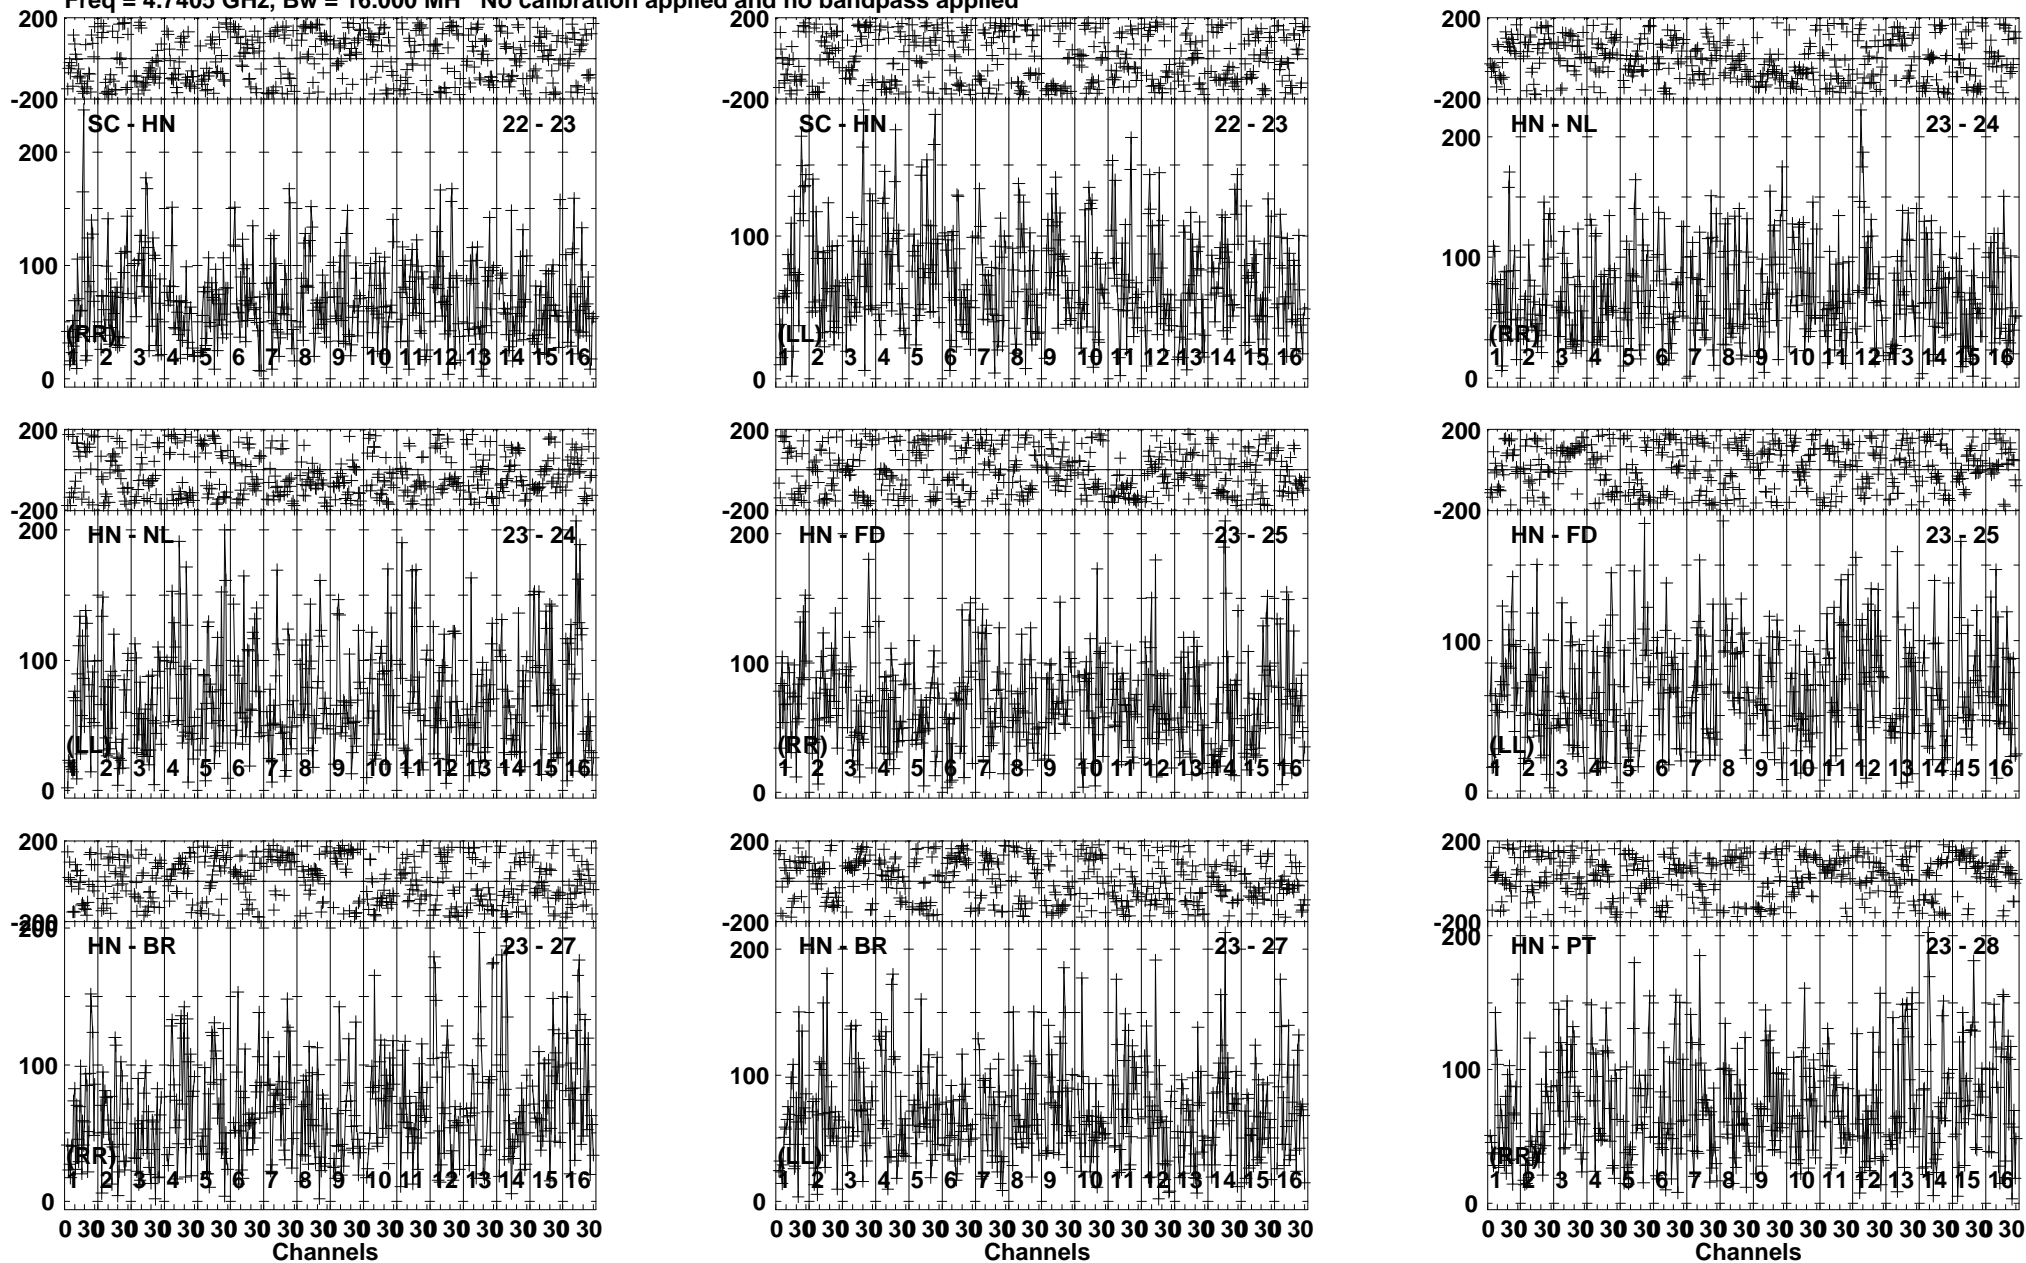 Freq = 4.7405 GHz, Bw = 16.000 MH No calibration applied and no bandpass applied
200 200 200
-200 -200 -200
SC - HN 22 - 23 SC - HN 22 - 23 HN - NL 23 - 24
200 200
100 100 100
(RR) (LL) (RR)
1 2 3 4 5 6 7 8 9 10 11 12 13 14 15 16 1 2 3 4 5 6 7 8 9 10 11 12 13 14 15 16 1 2 3 4 5 6 7 8 9 10 11 12 13 14 15 16
0 0 0
200 200 200
-200 -200 -200
HN - NL 23 - 24 HN - FD 23 - 25 HN - FD 23 - 25
200 200
100 100 100
(LL) (RR) (LL)
1 2 3 4 5 6 7 8 9 10 11 12 13 14 15 16 1 2 3 4 5 6 7 8 9 10 11 12 13 14 15 16 1 2 3 4 5 6 7 8 9 10 11 12 13 14 15 16
0 0 0
200 200 200
-200 -200 -200
200 200 200
HN - BR 23 - 27 HN - BR 23 - 27 HN - PT 23 - 28
100 100 100
(RR) (LL) (RR)
1 2 3 4 5 6 7 8 9 10 11 12 13 14 15 16 1 2 3 4 5 6 7 8 9 10 11 12 13 14 15 16 1 2 3 4 5 6 7 8 9 10 11 12 13 14 15 16
0 0 0
0 30 30 30 30 30 30 30 30 30 30 30 30 30 30 30 30 0 30 30 30 30 30 30 30 30 30 30 30 30 30 30 30 30 0 30 30 30 30 30 30 30 30 30 30 30 30 30 30 30 30
Channels Channels Channels